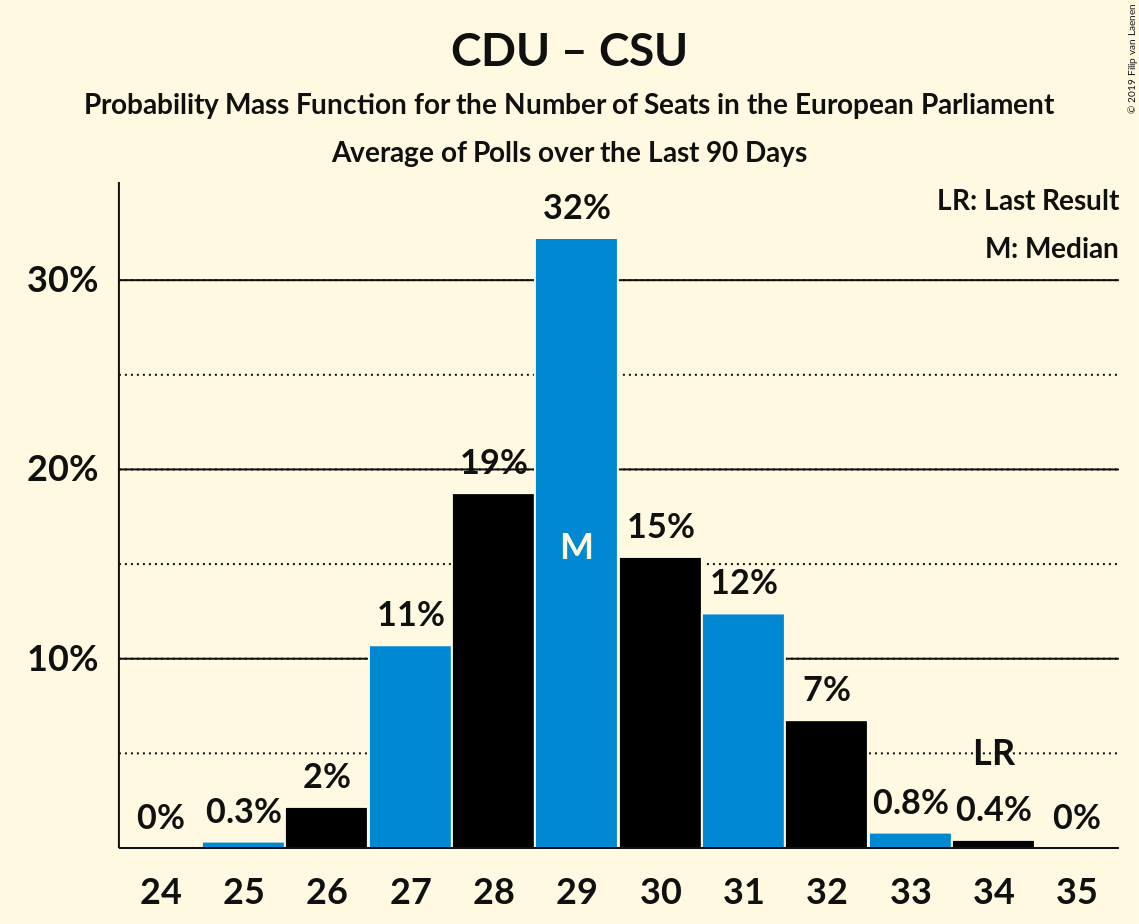 CDU – CSU
Probability Mass Function for the Number of Seats in the European Parliament
Average of Polls over the Last 90 Days
© 2019 Filip van Laenen
LR: Last Result
M: Median
30%
20%
10%
0%
0.3%
2%
11%
19%
32%
M
15%
12%
7%
0.8%
LR
0.4%
0%
24 25 26 27 28 29 30 31 32 33 34 35